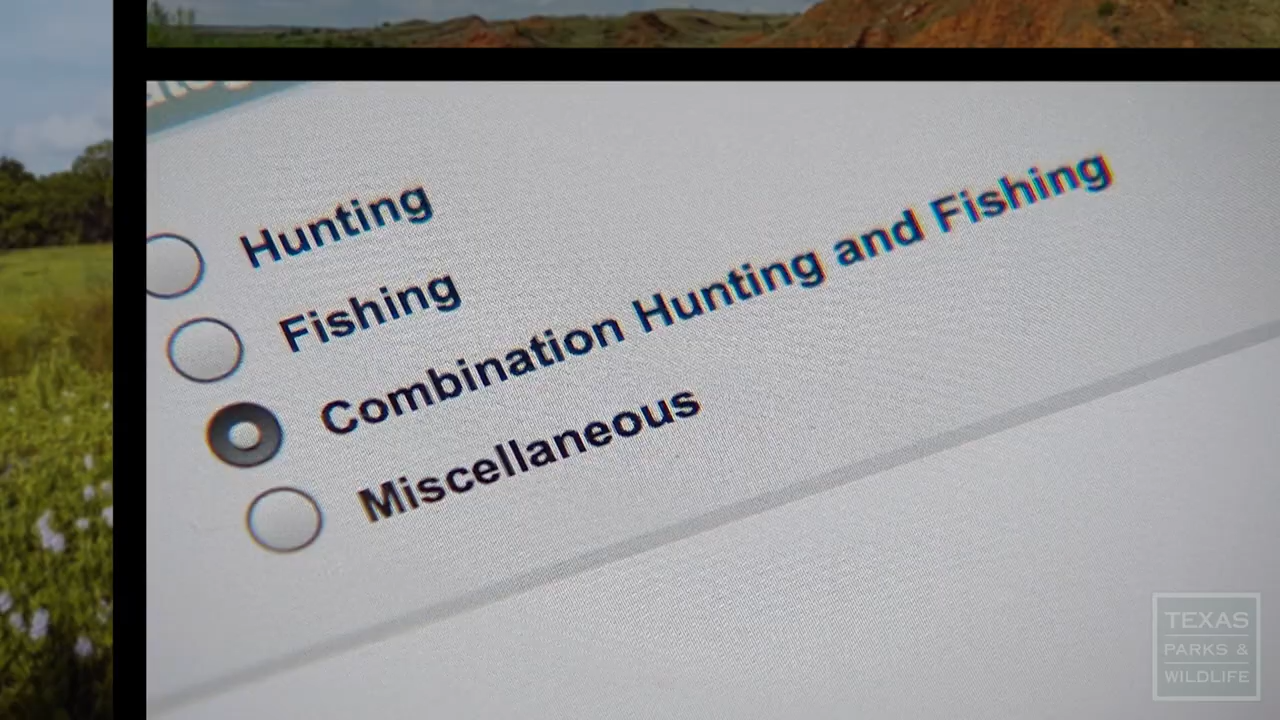 Hunting
Fishing
Combination Hunting and Fishing
Miscellaneous
TEXAS
PARKS &
WILDLIFE